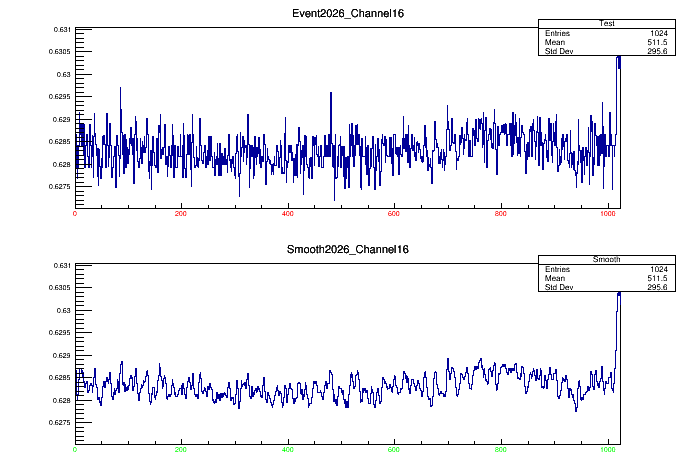 Event2026_Channel16
Test
Entries 1024
Mean 511.5
Std Dev 295.6
0.631
0.6305
0.63
0.6295
0.629
0.6285
0.628
0.6275
0 200 400 600 800 1000
Smooth2026_Channel16
Smooth
Entries 1024
Mean 511.5
Std Dev 295.6
0.631
0.6305
0.63
0.6295
0.629
0.6285
0.628
0.6275
0 200 400 600 800 1000